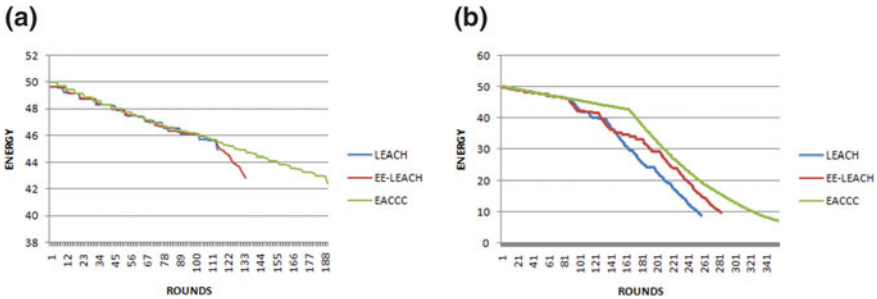 (a)
52
50
48
46
44
42
40
38
ENERGY
1 12 23 34 45 56 67 78 89 100 111 122 133 144 155 166 177 188
ROUNDS
LEACH
EE-LEACH
EACCC
(b)
60
50
40
30
20
10
0
ENERGY
1 21 41 61 81 101 121 141 161 181 201 221 241 261 281 301 321 341
ROUNDS
LEACH
EE-LEACH
EACCC